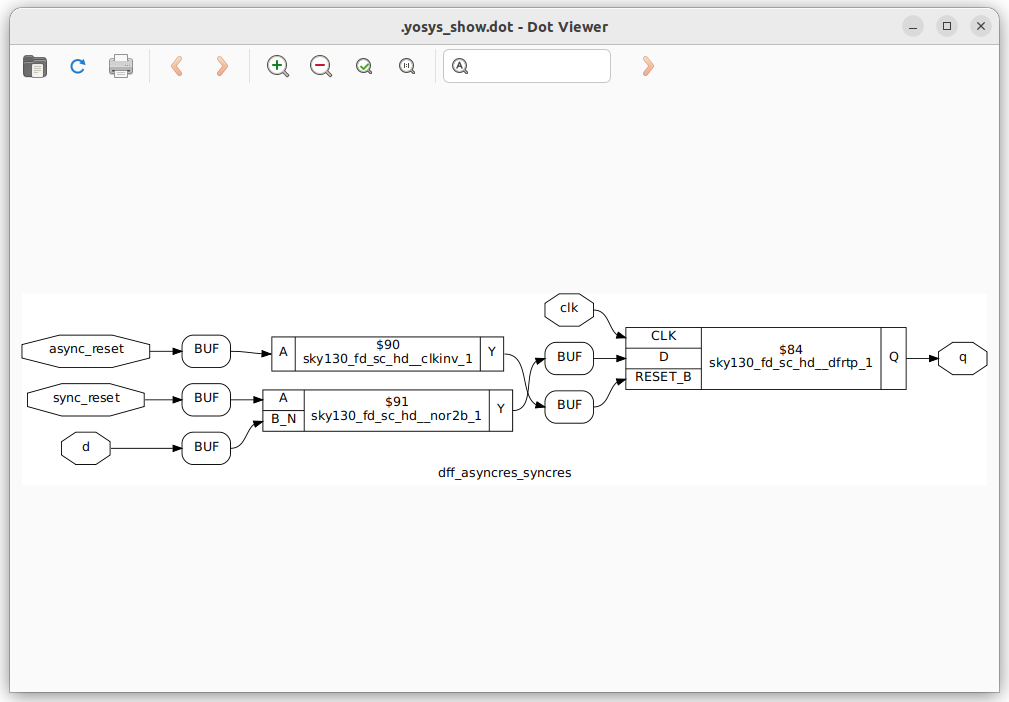 .yosys_show.dot - Dot Viewer
clk
async_reset
BUF
A
$90
sky130_fd_sc_hd__clkinv_1
Y
BUF
CLK
D
RESET_B
$84
sky130_fd_sc_hd__dfrtp_1
Q
q
sync_reset
BUF
A
B_N
$91
sky130_fd_sc_hd__nor2b_1
Y
BUF
d
BUF
dff_asyncres_syncres